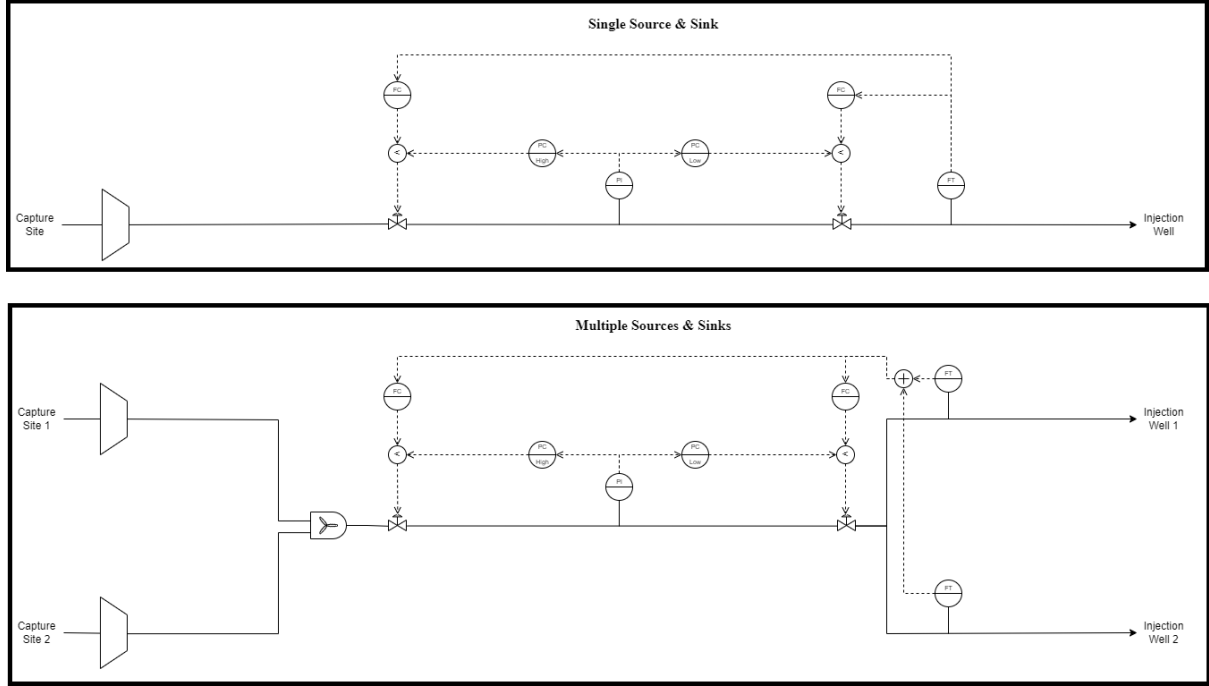 Single Source & Sink
FC
FC
<
PC
High
PC
Low
<
PI
FT
Capture
Site
Injection
Well
Multiple Sources & Sinks
FC
FC
+
FT
Capture
Site 1
Injection
Well 1
<
PC
High
PC
Low
<
PI
FT
Capture
Site 2
Injection
Well 2